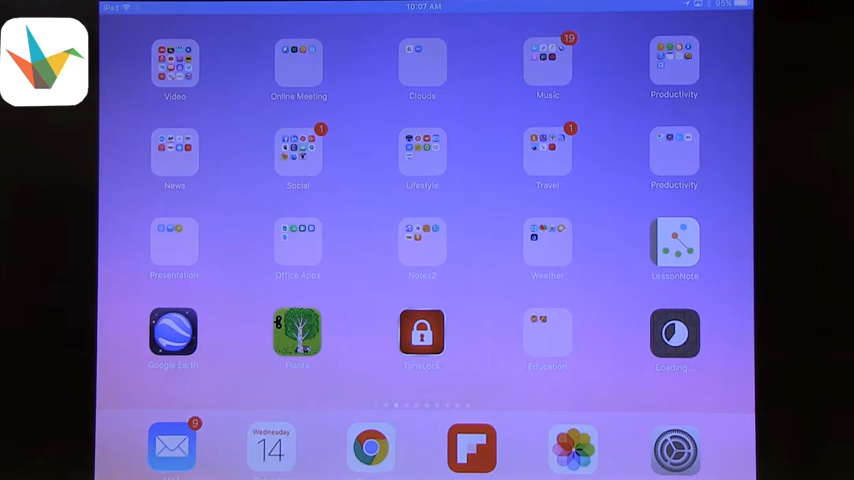 iPad
10:07 AM
95%
19
Video
Online Meeting
Clouds
Music
Productivity
1
1
News
Social
Lifestyle
Travel
Productivity
Presentation
Office Apps
Notes2
Weather
LessonNote
Google Earth
Plants
TimeLock
Education
Loading...
9
Wednesday
14